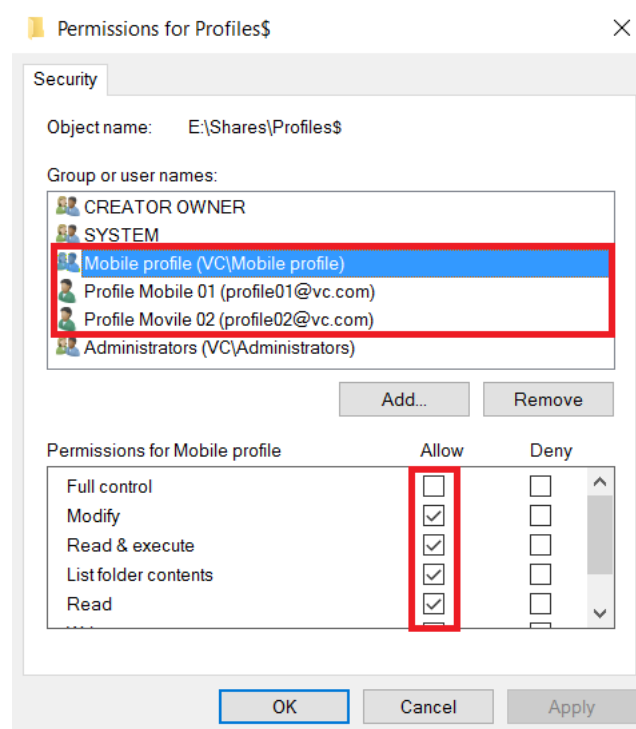 Permissions for Profiles$
Security
Object name: E:\Shares\Profiles$
Group or user names:
CREATOR OWNER
SYSTEM
Mobile profile (VC\Mobile profile)
Profile Mobile 01 (profile01@vc.com)
Profile Movile 02 (profile02@vc.com)
Administrators (VC\Administrators)
Add... Remove
Permissions for Mobile profile Allow Deny
Full control
Modify
Read & execute
List folder contents
Read
OK Cancel Apply